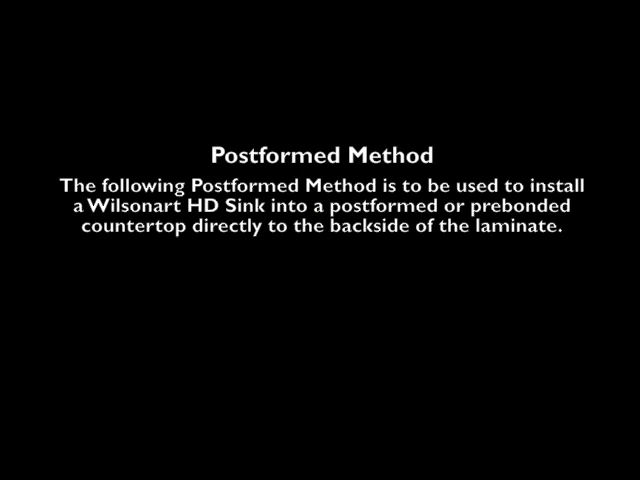 Postformed Method
The following Postformed Method is to be used to install
a Wilsonart HD Sink into a postformed or prebonded
countertop directly to the backside of the laminate.